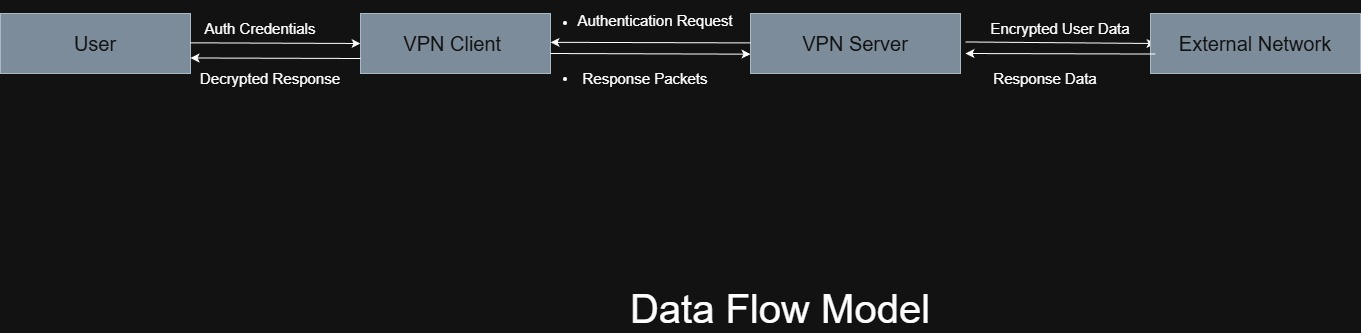 User
Auth Credentials
Decrypted Response
VPN Client
• Authentication Request
• Response Packets
VPN Server
Encrypted User Data
Response Data
External Network
Data Flow Model